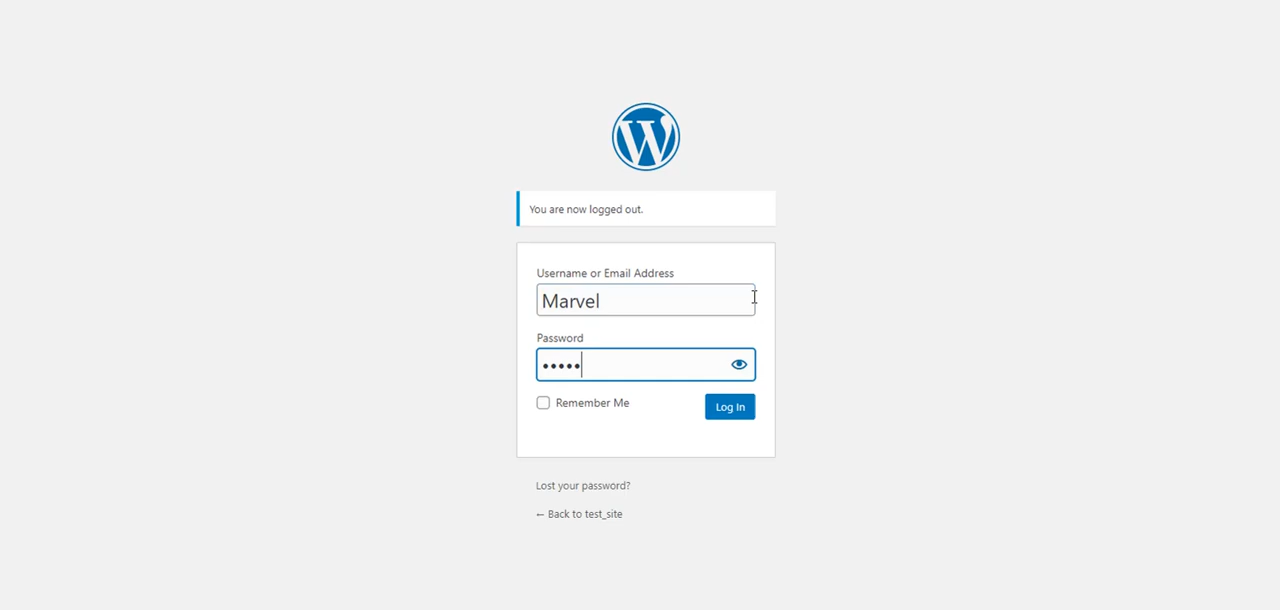 You are now logged out.
Username or Email Address
Marvel
Password
•••••
Remember Me
Log In
Lost your password?
← Back to test_site